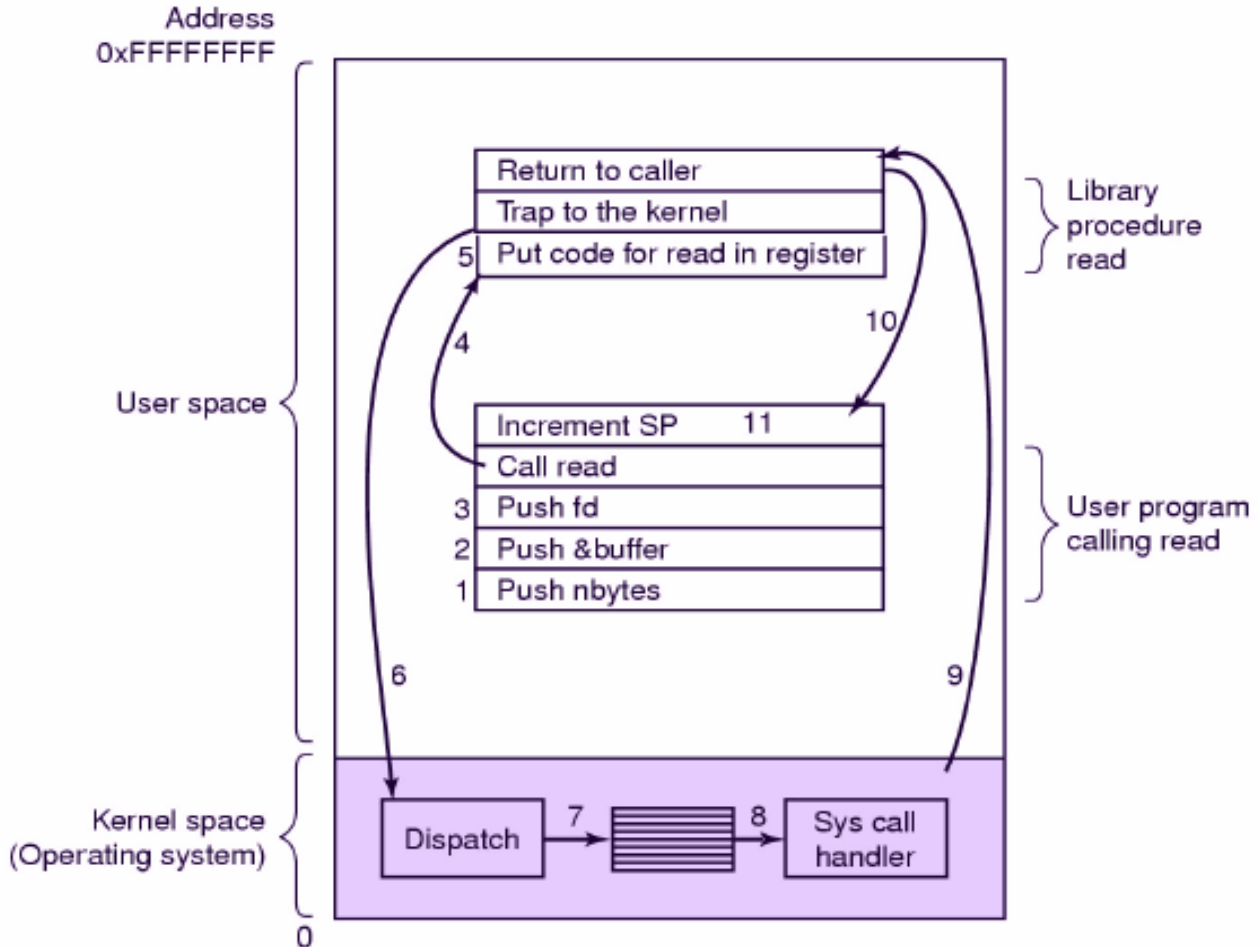 Address
0xFFFFFFFF
Return to caller
Trap to the kernel
5 Put code for read in register
Library
procedure
read
4
10
User space
Increment SP 11
Call read
3 Push fd
2 Push &buffer
1 Push nbytes
User program
calling read
6
9
Kernel space
(Operating system)
Dispatch
7
8
Sys call
handler
0